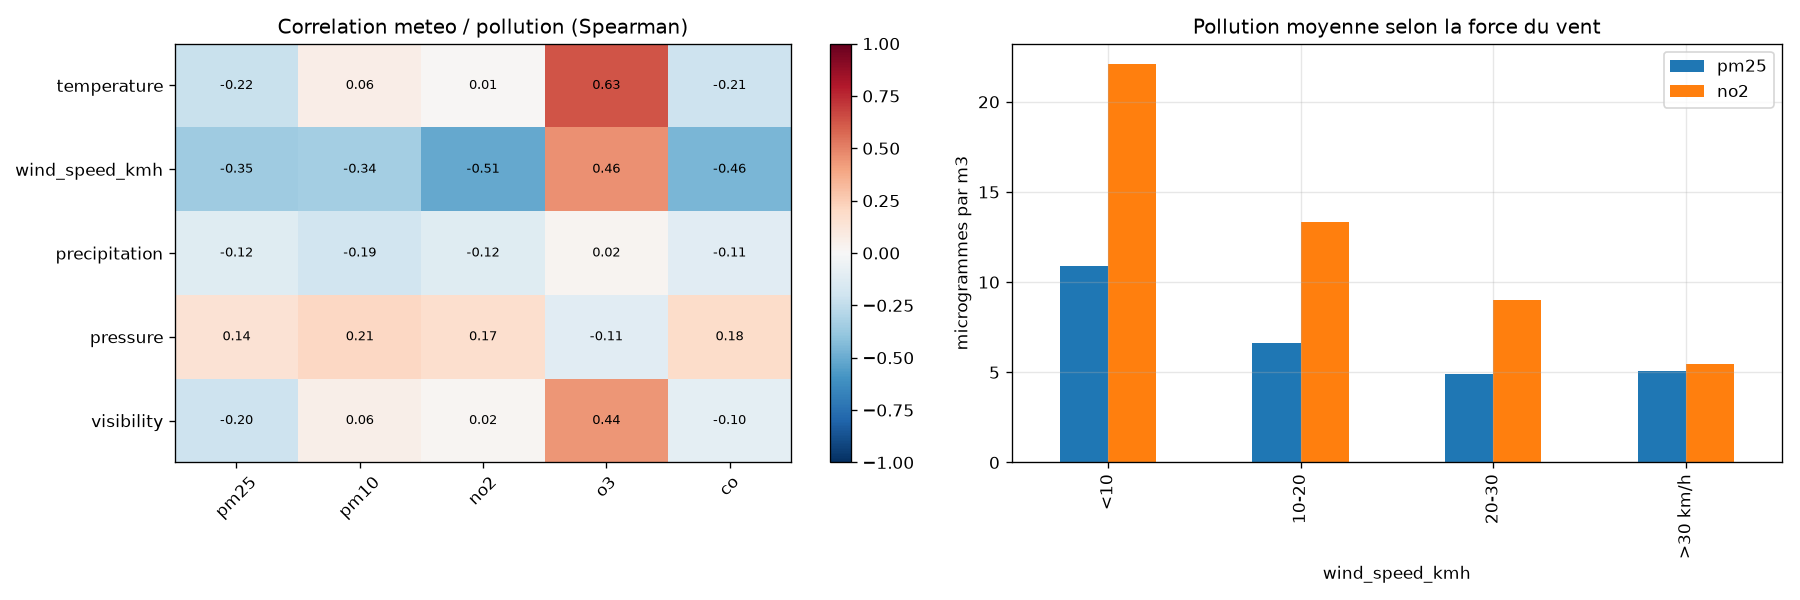 Correlation meteo / pollution (Spearman)
temperature -0.22 0.06 0.01 0.63 -0.21
wind_speed_kmh -0.35 -0.34 -0.51 0.46 -0.46
precipitation -0.12 -0.19 -0.12 0.02 -0.11
pressure 0.14 0.21 0.17 -0.11 0.18
visibility -0.20 0.06 0.02 0.44 -0.10
pm25 pm10 no2 o3 co
1.00
0.75
0.50
0.25
0.00
−0.25
−0.50
−0.75
−1.00
Pollution moyenne selon la force du vent
pm25
no2
microgrammes par m3
20
15
10
5
0
<10 10-20 20-30 >30 km/h
wind_speed_kmh